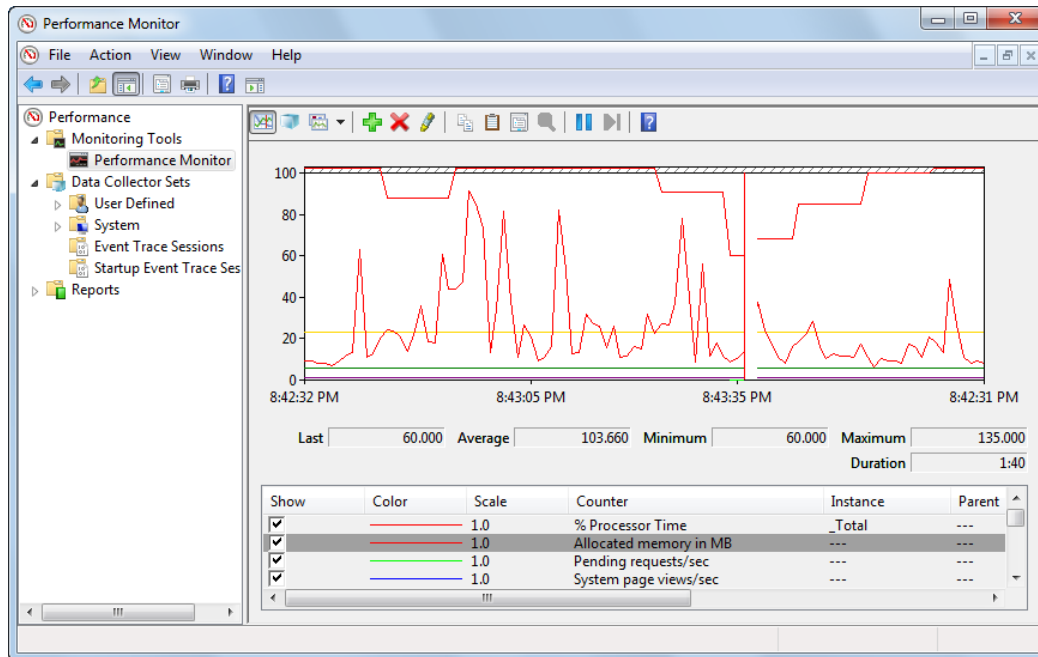 Performance Monitor
File Action View Window Help
Performance
Monitoring Tools
Performance Monitor
Data Collector Sets
User Defined
System
Event Trace Sessions
Startup Event Trace Ses
Reports
100
80
60
40
20
0
8:42:32 PM 8:43:05 PM 8:43:35 PM 8:42:31 PM
Last 60.000 Average 103.660 Minimum 60.000 Maximum 135.000
Duration 1:40
Show Color Scale Counter Instance Parent
1.0 % Processor Time _Total ---
1.0 Allocated memory in MB --- ---
1.0 Pending requests/sec --- ---
1.0 System page views/sec --- ---